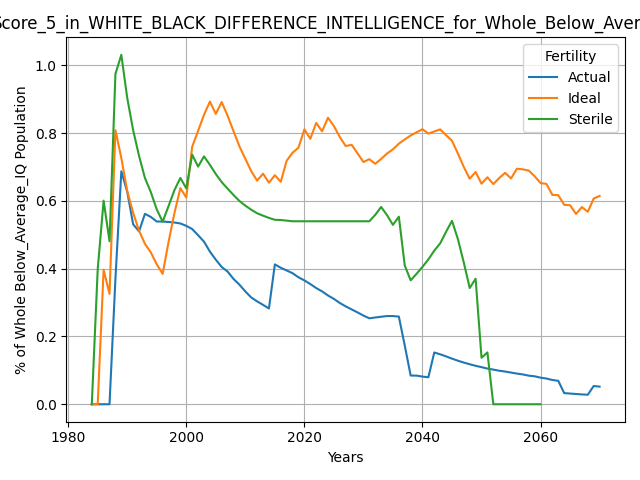 Score_5_in_WHITE_BLACK_DIFFERENCE_INTELLIGENCE_for_Whole_Below_Aver
Fertility
Actual
Ideal
Sterile
% of Whole Below_Average_IQ Population
1.0
0.8
0.6
0.4
0.2
0.0
1980
2000
2020
2040
2060
Years